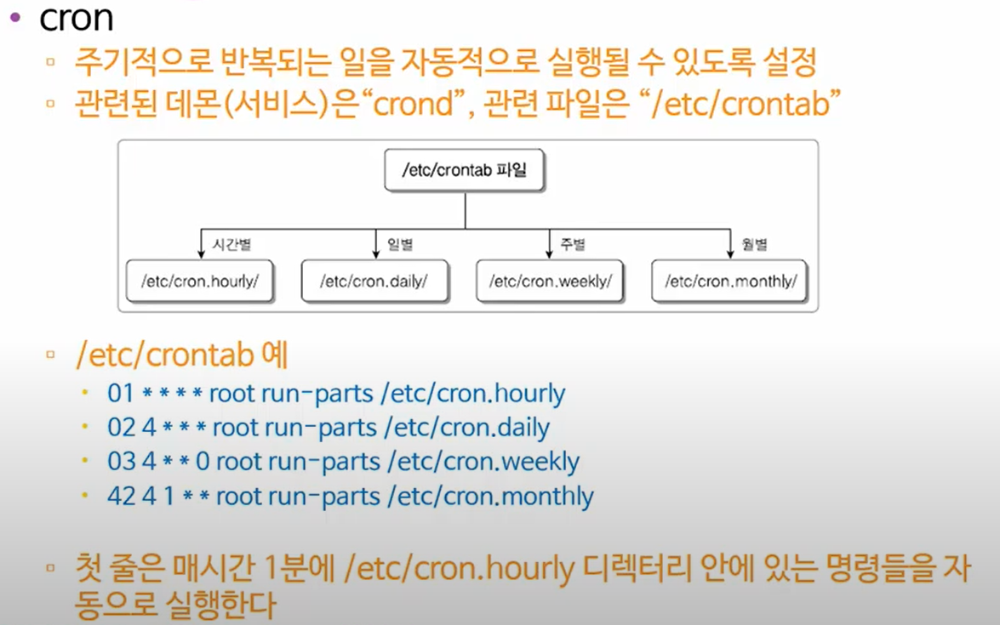 • cron
▫ 주기적으로 반복되는 일을 자동적으로 실행될 수 있도록 설정
▫ 관련된 데몬(서비스)은“crond”, 관련 파일은 “/etc/crontab”
/etc/crontab 파일
시간별 일별 주별 월별
/etc/cron.hourly/ /etc/cron.daily/ /etc/cron.weekly/ /etc/cron.monthly/
▫ /etc/crontab 예
• 01 * * * * root run-parts /etc/cron.hourly
• 02 4 * * * root run-parts /etc/cron.daily
• 03 4 * * 0 root run-parts /etc/cron.weekly
• 42 4 1 * * root run-parts /etc/cron.monthly
▫ 첫 줄은 매시간 1분에 /etc/cron.hourly 디렉터리 안에 있는 명령들을 자
동으로 실행한다